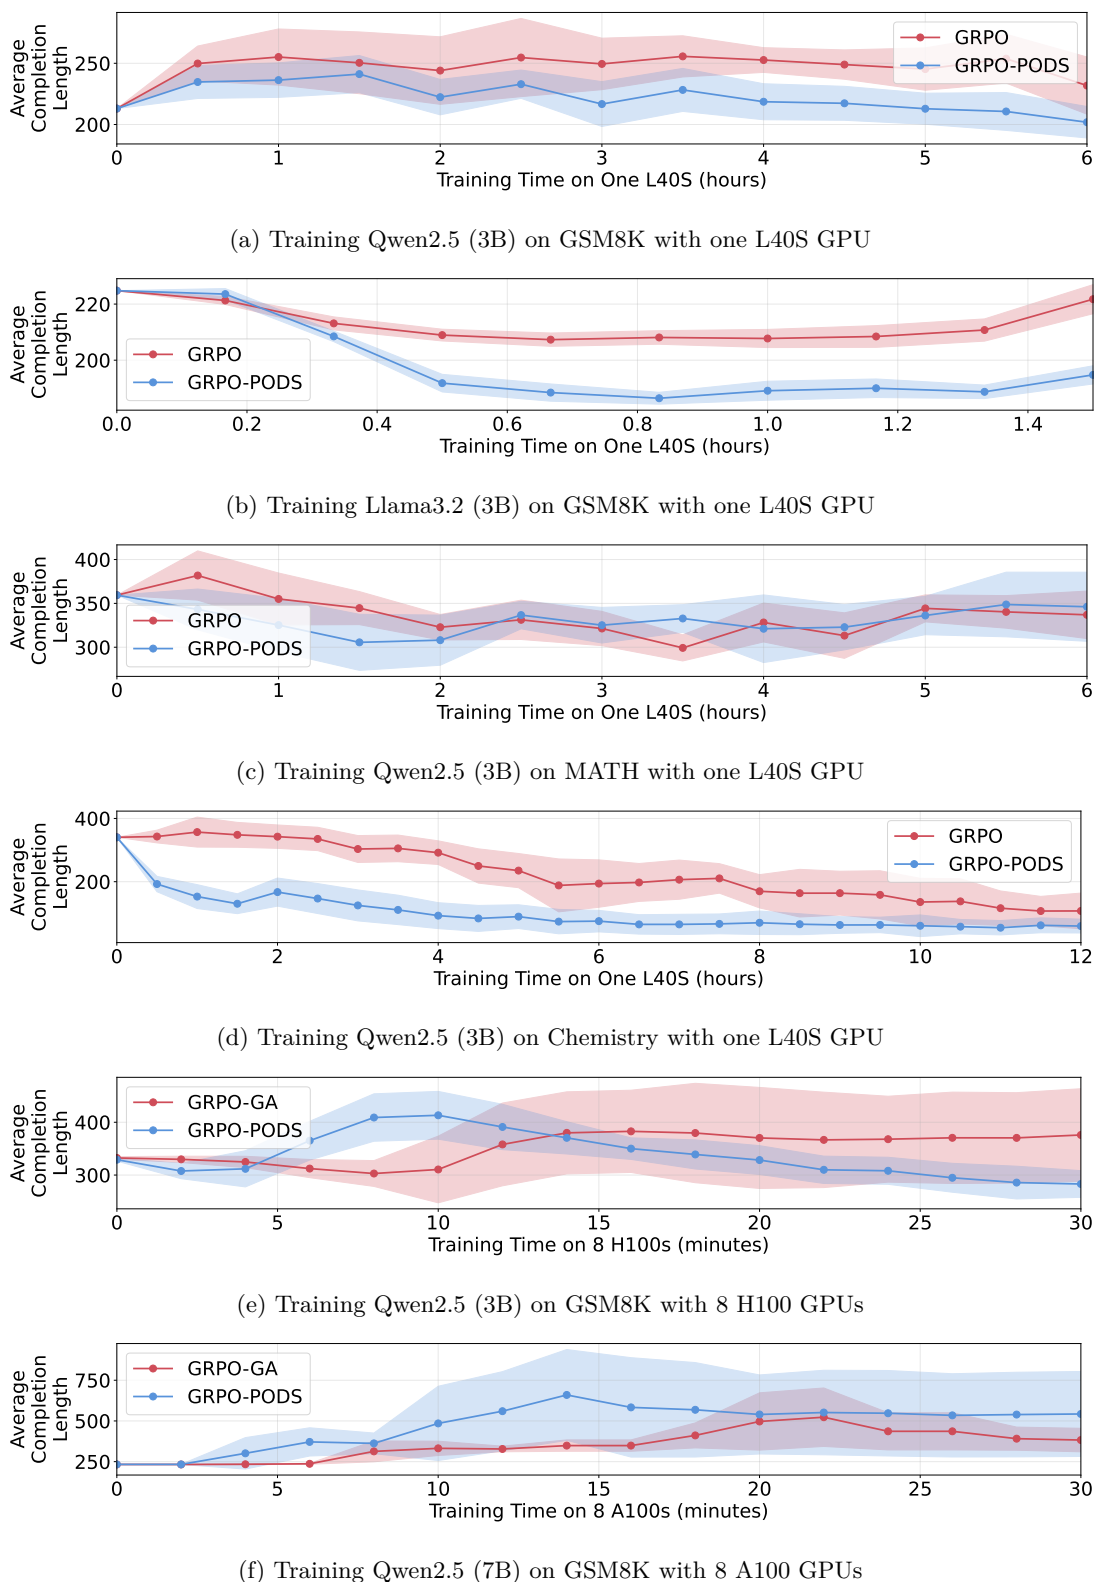 Average
Completion
Length
250
200
GRPO
GRPO-PODS
0 1 2 3 4 5 6
Training Time on One L40S (hours)
(a) Training Qwen2.5 (3B) on GSM8K with one L40S GPU
Average
Completion
Length
220
200
GRPO
GRPO-PODS
0.0 0.2 0.4 0.6 0.8 1.0 1.2 1.4
Training Time on One L40S (hours)
(b) Training Llama3.2 (3B) on GSM8K with one L40S GPU
Average
Completion
Length
400
350
300
GRPO
GRPO-PODS
0 1 2 3 4 5 6
Training Time on One L40S (hours)
(c) Training Qwen2.5 (3B) on MATH with one L40S GPU
Average
Completion
Length
400
200
GRPO
GRPO-PODS
0 2 4 6 8 10 12
Training Time on One L40S (hours)
(d) Training Qwen2.5 (3B) on Chemistry with one L40S GPU
Average
Completion
Length
400
300
GRPO-GA
GRPO-PODS
0 5 10 15 20 25 30
Training Time on 8 H100s (minutes)
(e) Training Qwen2.5 (3B) on GSM8K with 8 H100 GPUs
Average
Completion
Length
750
500
250
GRPO-GA
GRPO-PODS
0 5 10 15 20 25 30
Training Time on 8 A100s (minutes)
(f) Training Qwen2.5 (7B) on GSM8K with 8 A100 GPUs